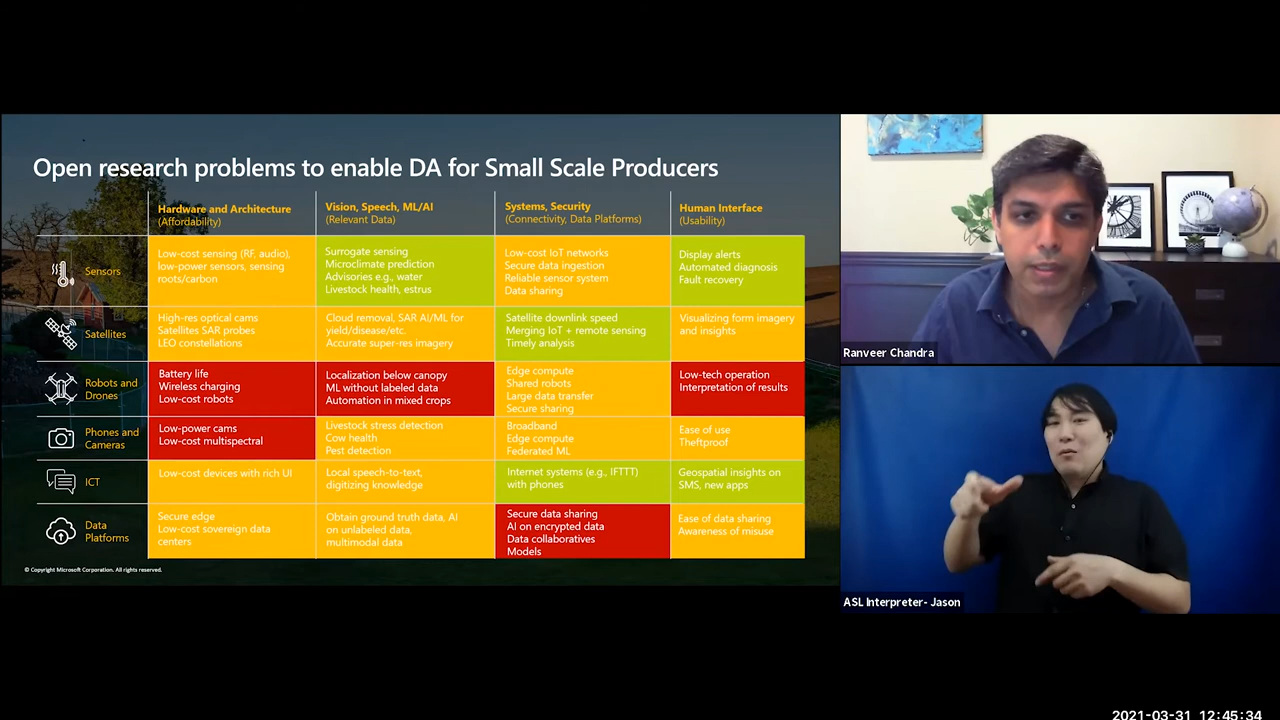 Open research problems to enable DA for Small Scale Producers
Hardware and Architecture
(Affordability)
Vision, Speech, ML/AI
(Relevant Data)
Systems, Security
(Connectivity, Data Platforms)
Human Interface
(Usability)
Sensors
Low-cost sensing (RF, audio),
low-power sensors, sensing
roots/carbon
Surrogate sensing
Microclimate prediction
Advisories e.g., water
Livestock health, estrus
Low-cost IoT networks
Secure data ingestion
Reliable sensor system
Data sharing
Display alerts
Automated diagnosis
Fault recovery
Satellites
High-res optical cams
Satellites SAR probes
LEO constellations
Cloud removal, SAR AI/ML for
yield/disease/etc.
Accurate super-res imagery
Satellite downlink speed
Merging IoT + remote sensing
Timely analysis
Visualizing form imagery
and insights
Robots and
Drones
Battery life
Wireless charging
Low-cost robots
Localization below canopy
ML without labeled data
Automation in mixed crops
Edge compute
Shared robots
Large data transfer
Secure sharing
Low-tech operation
Interpretation of results
Phones and
Cameras
Low-power cams
Low-cost multispectral
Livestock stress detection
Cow health
Pest detection
Broadband
Edge compute
Federated ML
Ease of use
Theftproof
ICT
Low-cost devices with rich UI
Local speech-to-text,
digitizing knowledge
Internet systems (e.g., IFTTT)
with phones
Geospatial insights on
SMS, new apps
Data
Platforms
Secure edge
Low-cost sovereign data
centers
Obtain ground truth data, AI
on unlabeled data,
multimodal data
Secure data sharing
AI on encrypted data
Data collaboratives
Models
Ease of data sharing
Awareness of misuse
© Copyright Microsoft Corporation. All rights reserved.
Ranveer Chandra
ASL Interpreter- Jason
2021-03-31 12:45:34